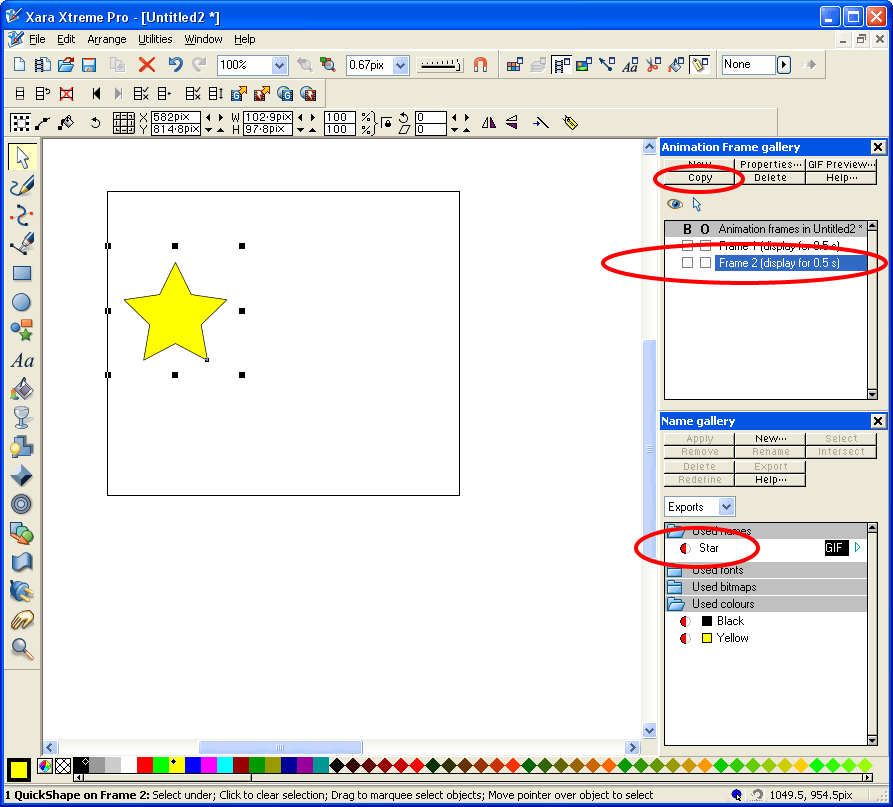 Xara Xtreme Pro - [Untitled2 *]
File Edit Arrange Utilities Window Help
100% 0.67pix None
X 582pix W 102·9pix 100 % 0
Y 814·8pix H 97·8pix 100 % 0
Animation Frame gallery
New Properties··· GIF Preview···
Copy Delete Help···
B O Animation frames in Untitled2 *
Frame 1 (display for 0.5 s)
Frame 2 (display for 0.5 s)
Aa
Name gallery
Apply New··· Select
Remove Rename Intersect
Delete Export
Redefine Help···
Exports
Used names
Star GIF
Used fonts
Used bitmaps
Used colours
Black
Yellow
1 QuickShape on Frame 2: Select under; Click to clear selection; Drag to marquee select objects; Move pointer over object to select 1049.5, 954.5pix